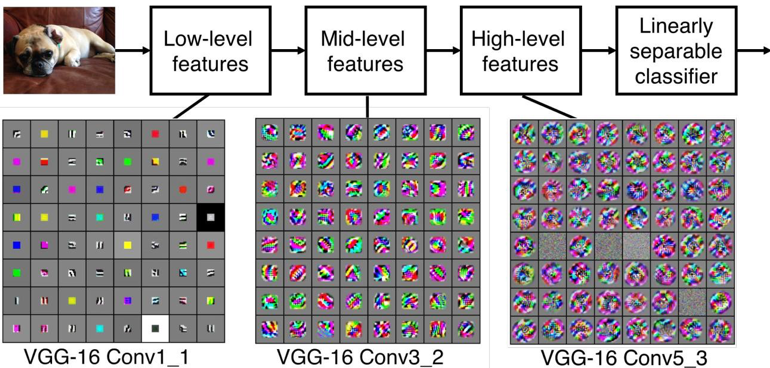 Low-level
features
Mid-level
features
High-level
features
Linearly
separable
classifier
VGG-16 Conv1_1
VGG-16 Conv3_2
VGG-16 Conv5_3